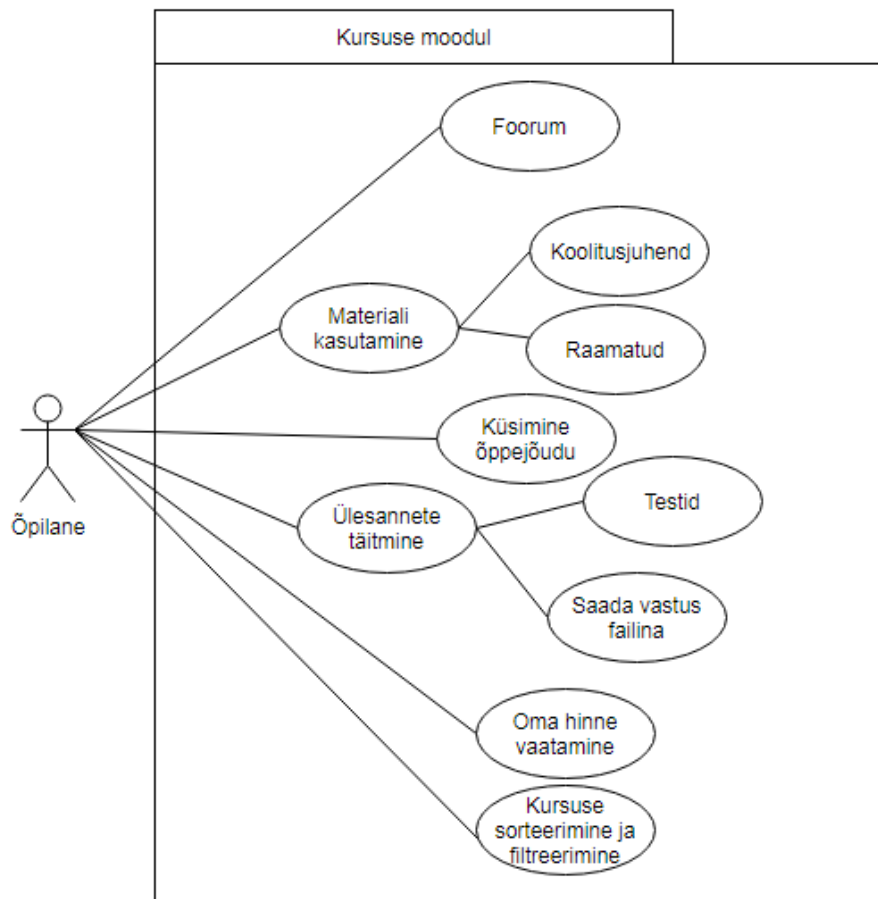 Kursuse moodul
Foorum
Koolitusjuhend
Materiali
kasutamine
Raamatud
Küsimine
õppejõudu
Testid
Ülesannete
täitmine
Õpilane
Saada vastus
failina
Oma hinne
vaatamine
Kursuse
sorteerimine ja
filtreerimine